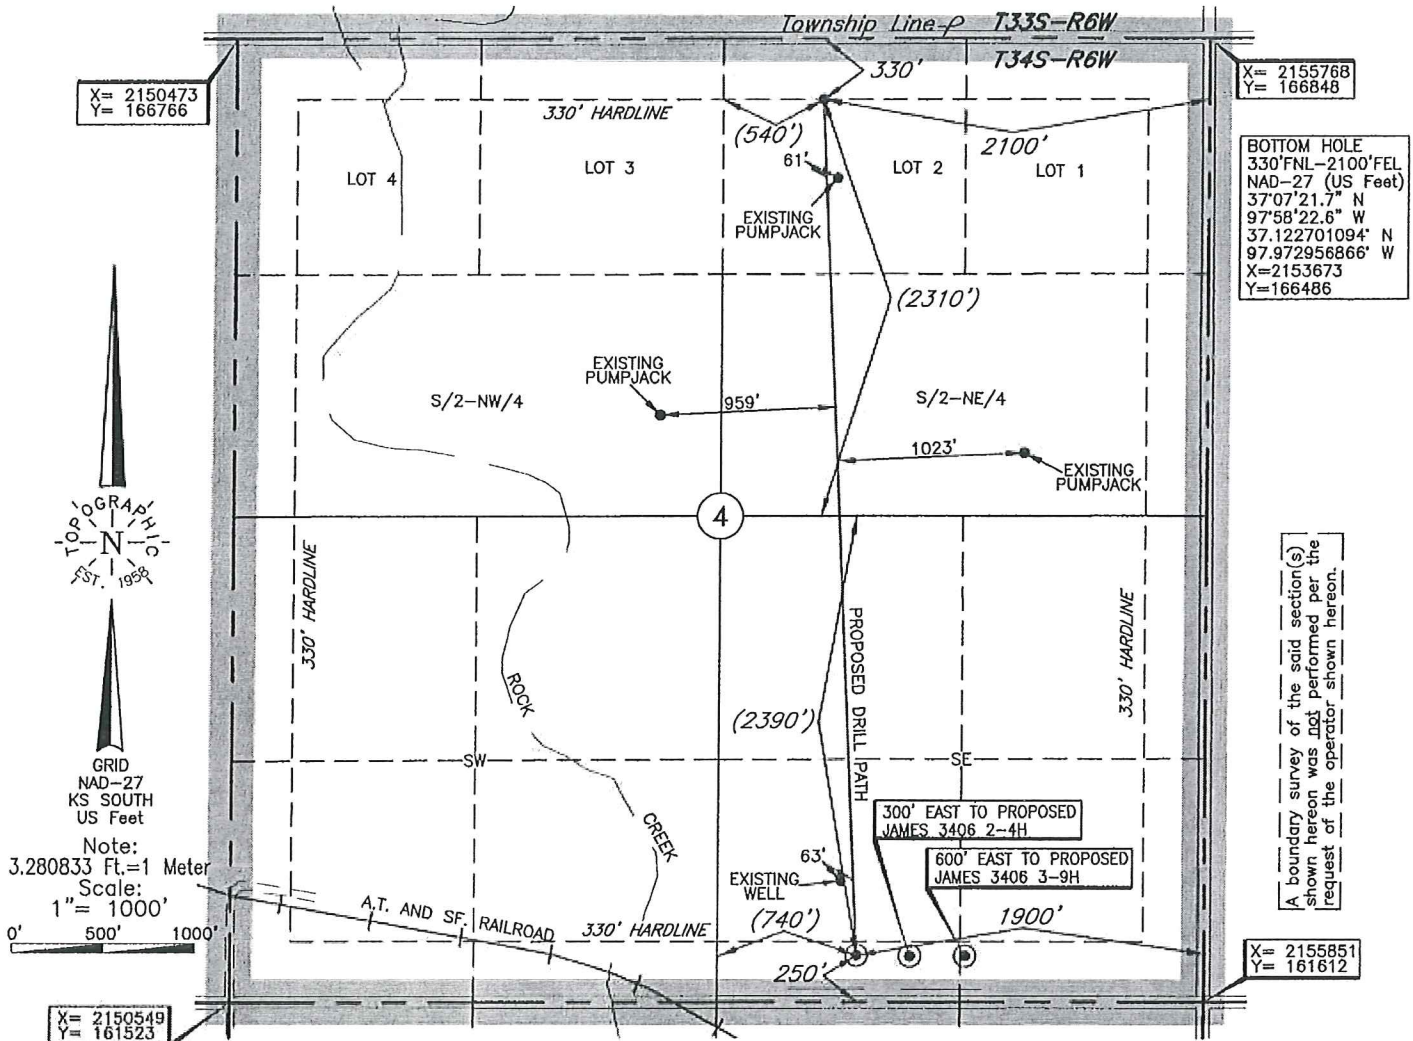 Township Line
T33S-R6W
T34S-R6W
X= 2150473
Y= 166766
X= 2155768
Y= 166848
330'
330' HARDLINE
(540')
2100'
61'
LOT 4
LOT 3
LOT 2
LOT 1
EXISTING
PUMPJACK
BOTTOM HOLE
330'FNL-2100'FEL
NAD-27 (US Feet)
37°07'21.7" N
97°58'22.6" W
37.122701094° N
97.972956866° W
X=2153673
Y=166486
(2310')
EXISTING
PUMPJACK
S/2-NW/4
959'
S/2-NE/4
1023'
EXISTING
PUMPJACK
4
TOPOGRAPHIC
N
EST. 1958
330' HARDLINE
ROCK
CREEK
PROPOSED DRILL PATH
330' HARDLINE
A boundary survey of the said section(s)
shown hereon was not performed per the
request of the operator shown hereon.
(2390')
SW
SE
GRID
NAD-27
KS SOUTH
US Feet
Note:
3.280833 Ft.=1 Meter
Scale:
1"= 1000'
0' 500' 1000'
300' EAST TO PROPOSED
JAMES 3406 2-4H
600' EAST TO PROPOSED
JAMES 3406 3-9H
63'
EXISTING
WELL
A.T. AND SF. RAILROAD
330' HARDLINE
(740')
1900'
250'
X= 2155851
Y= 161612
X= 2150549
Y= 161523